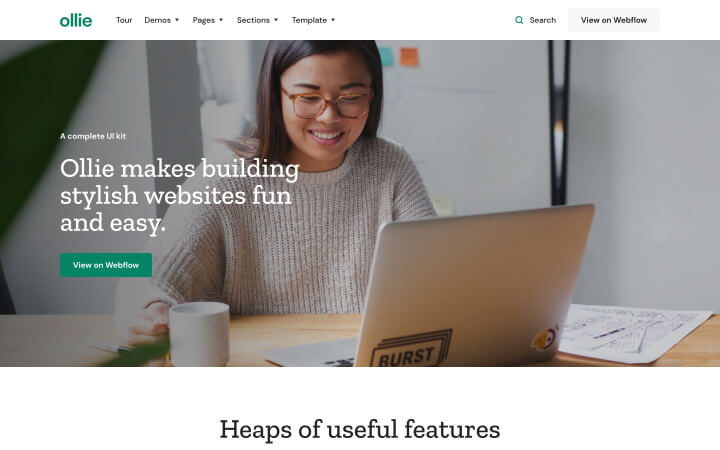 ollie
Tour
Demos
Pages
Sections
Template
Search
View on Webflow
A complete UI kit
Ollie makes building
stylish websites fun
and easy.
View on Webflow
BURST
Heaps of useful features